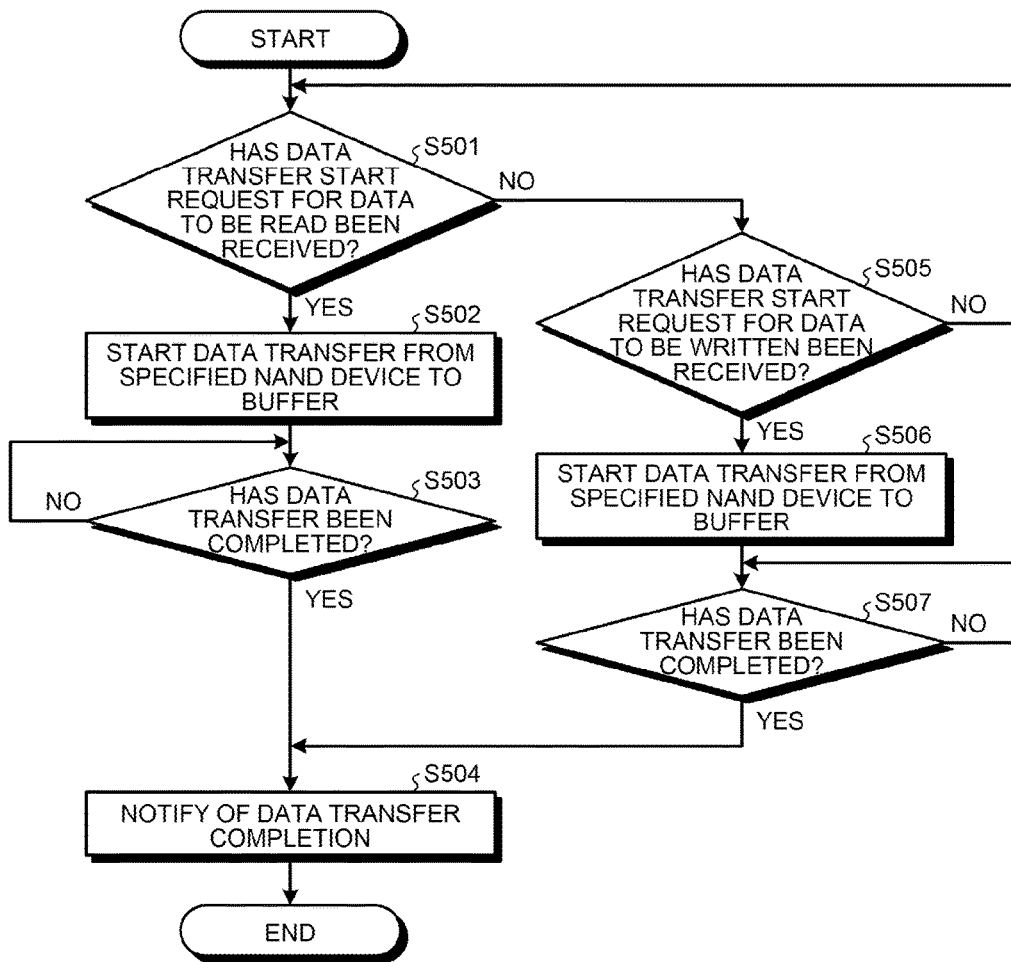 START
HAS DATA
TRANSFER START
REQUEST FOR DATA
TO BE READ BEEN
RECEIVED?
S501
NO
YES
S502
START DATA TRANSFER FROM
SPECIFIED NAND DEVICE TO
BUFFER
S503
HAS DATA
TRANSFER BEEN
COMPLETED?
NO
YES
HAS DATA
TRANSFER START
REQUEST FOR DATA
TO BE WRITTEN BEEN
RECEIVED?
S505
NO
YES
S506
START DATA TRANSFER FROM
SPECIFIED NAND DEVICE TO
BUFFER
S507
HAS DATA
TRANSFER BEEN
COMPLETED?
NO
YES
S504
NOTIFY OF DATA TRANSFER
COMPLETION
END